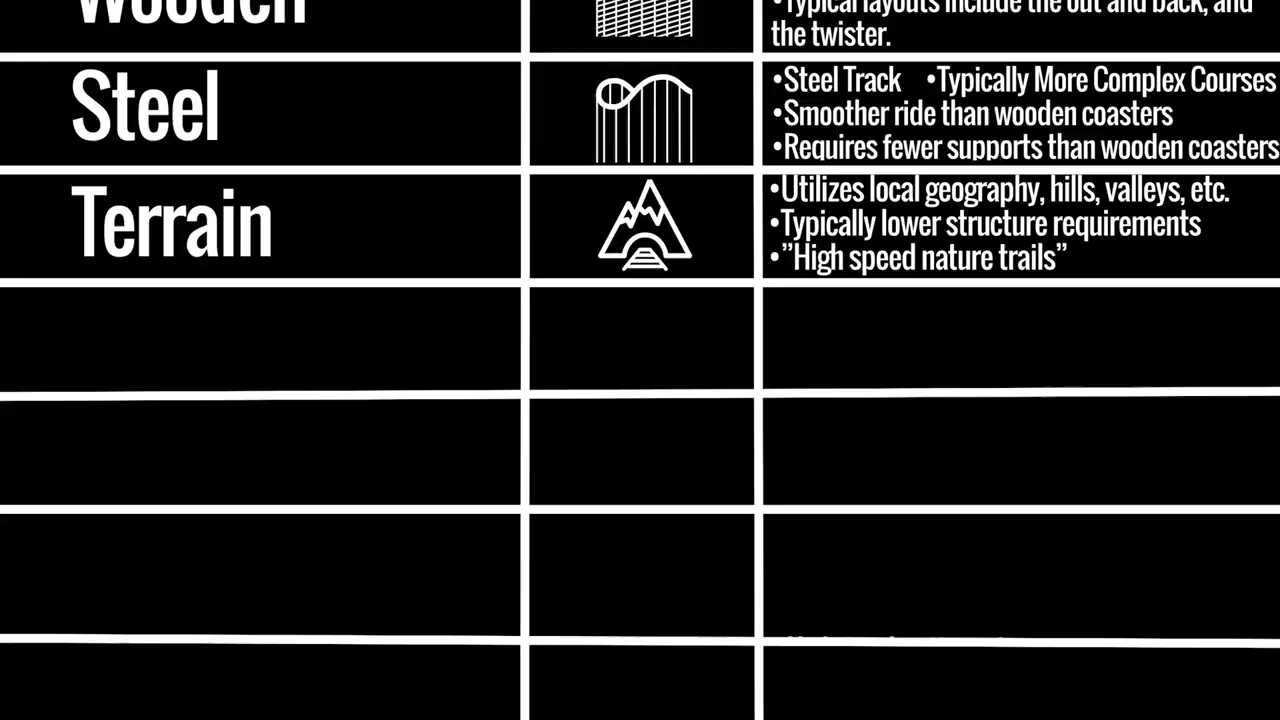 Wooden
•Typical layouts include the out and back, and
the twister.
Steel
•Steel Track •Typically More Complex Courses
•Smoother ride than wooden coasters
•Requires fewer supports than wooden coasters
Terrain
•Utilizes local geography, hills, valleys, etc.
•Typically lower structure requirements
•”High speed nature trails”